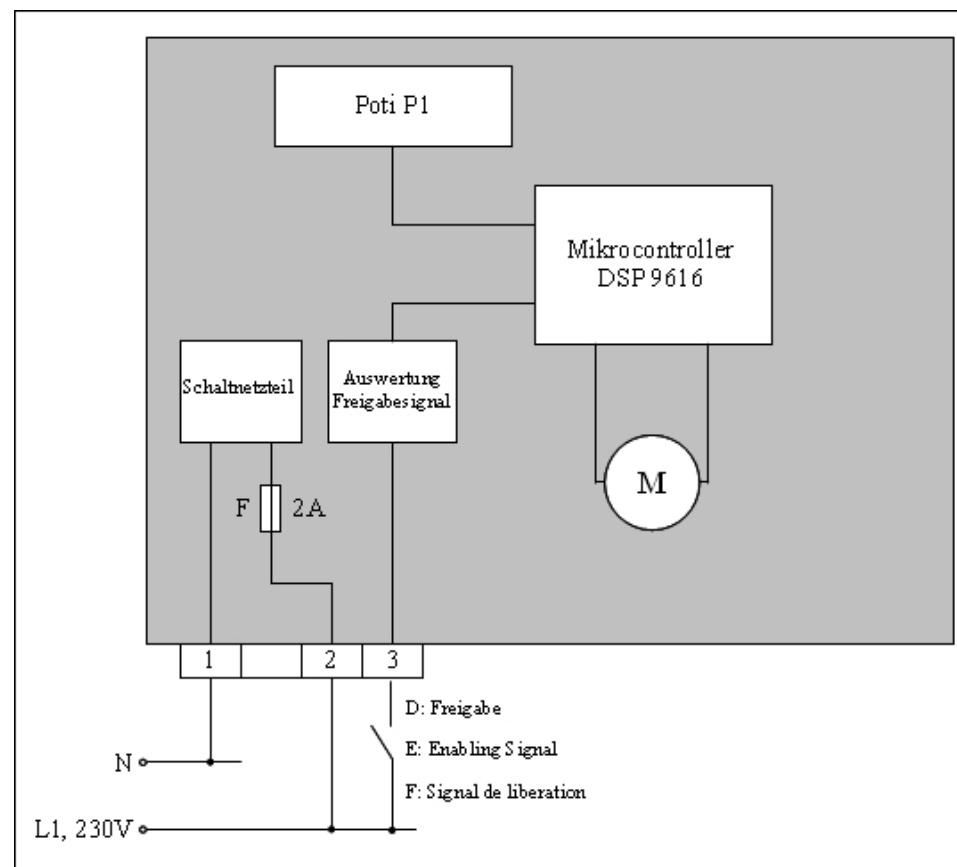 Poti P1
Mikrocontroller
DSP 9616
Schaltnetzteil
Auswertung
Freigabesignal
M
F
2A
1
2
3
D: Freigabe
E: Enabling Signal
F: Signal de liberation
N
L1, 230V